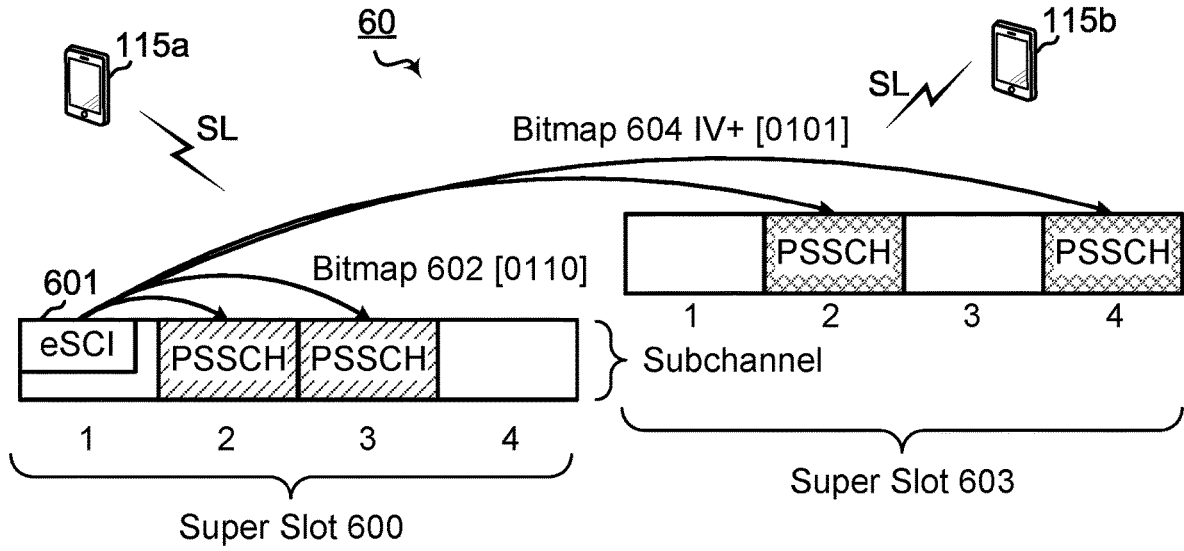 60
115a
115b
SL
SL
Bitmap 604 IV+ [0101]
PSSCH
PSSCH
Bitmap 602 [0110]
601
1
2
3
4
eSCI
PSSCH
PSSCH
Subchannel
1
2
3
4
Super Slot 603
Super Slot 600